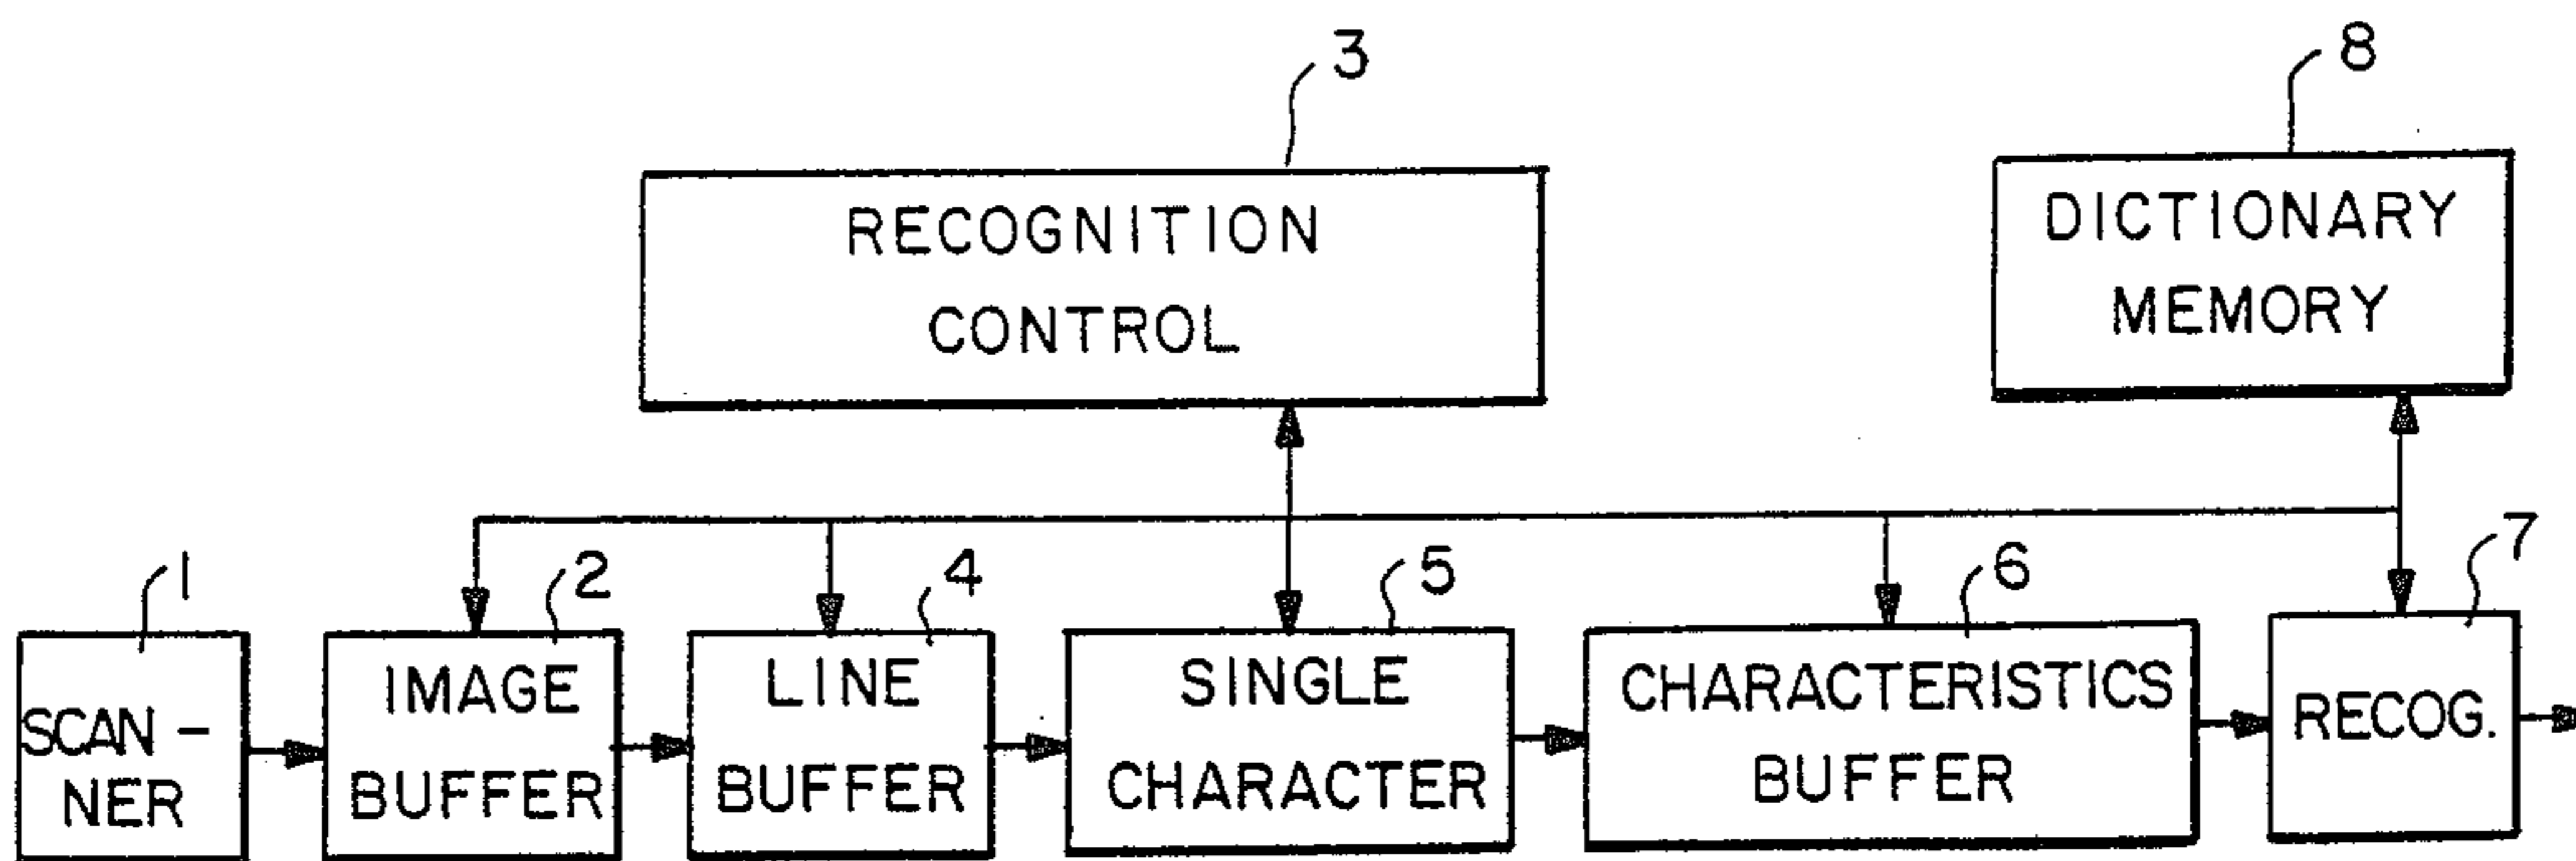 3
8
RECOGNITION
CONTROL
DICTIONARY
MEMORY
1
2
4
5
6
7
SCAN-
NER
IMAGE
BUFFER
LINE
BUFFER
SINGLE
CHARACTER
CHARACTERISTICS
BUFFER
RECOG.